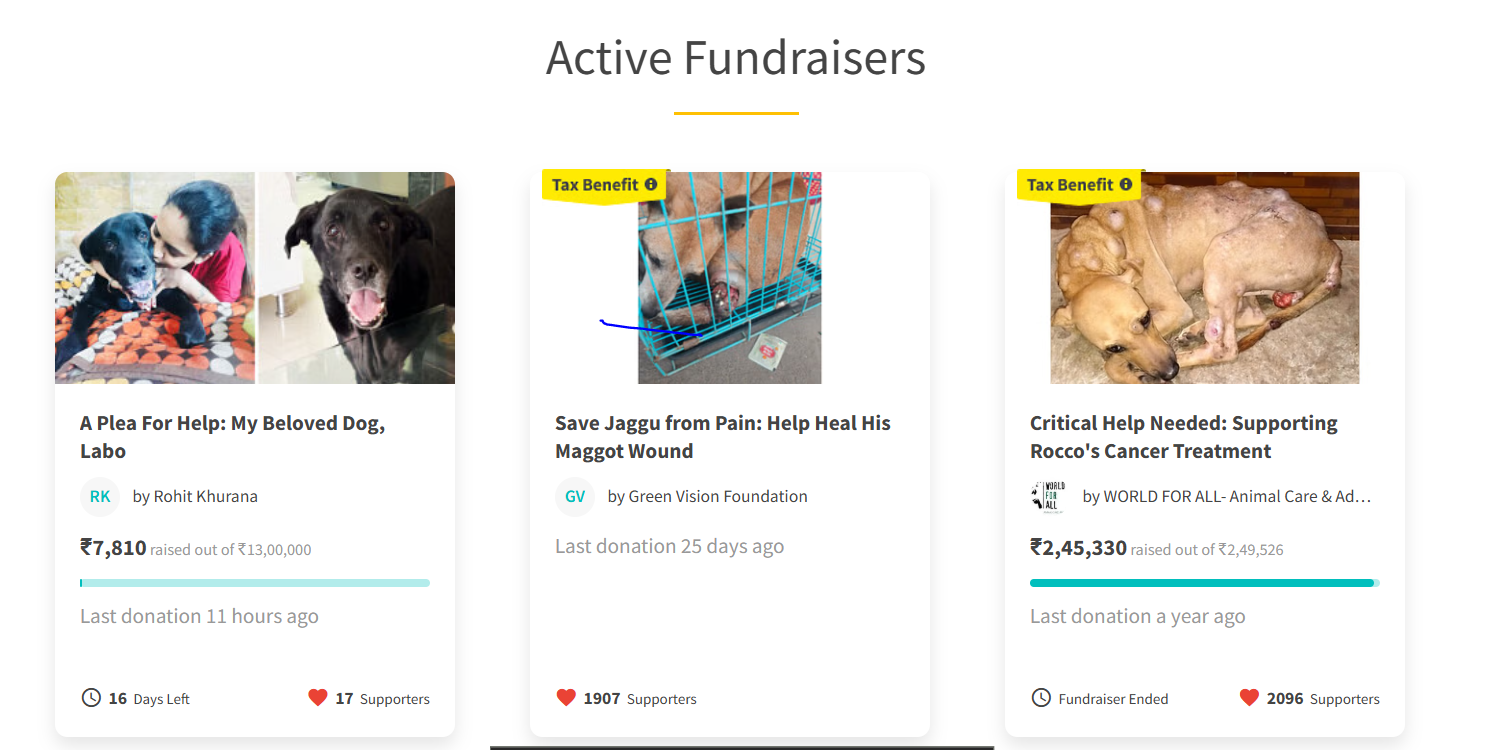 Active Fundraisers
A Plea For Help: My Beloved Dog,
Labo
RK by Rohit Khurana
₹7,810 raised out of ₹13,00,000
Last donation 11 hours ago
16 Days Left 17 Supporters
Tax Benefit
Save Jaggu from Pain: Help Heal His
Maggot Wound
GV by Green Vision Foundation
Last donation 25 days ago
1907 Supporters
Tax Benefit
Critical Help Needed: Supporting
Rocco's Cancer Treatment
WORLD
FOR
ALL
by WORLD FOR ALL- Animal Care & Ad...
₹2,45,330 raised out of ₹2,49,526
Last donation a year ago
Fundraiser Ended 2096 Supporters